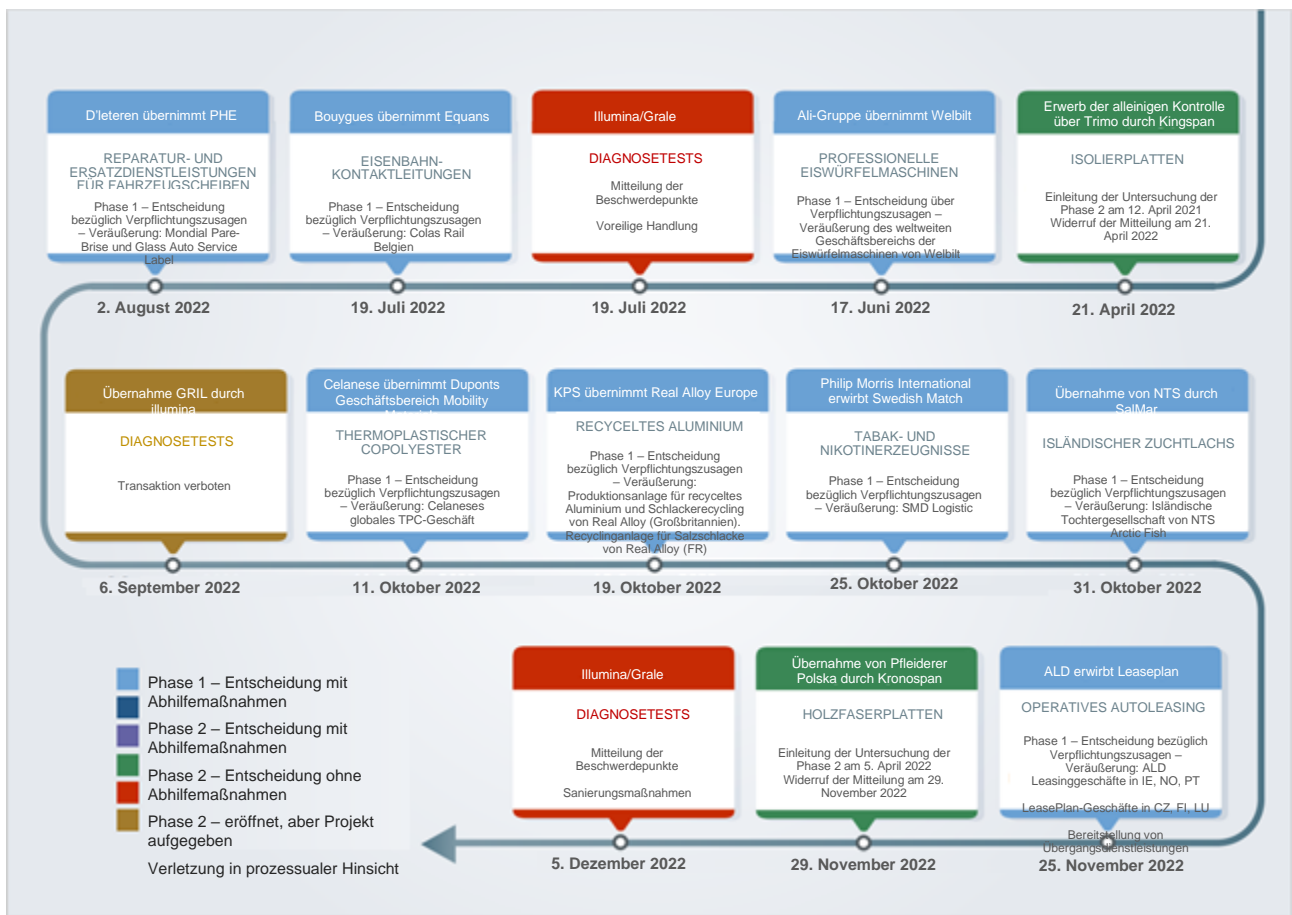 D'Ieteren übernimmt PHE
REPARATUR- UND
ERSATZDIENSTLEISTUNGEN
FÜR FAHRZEUGSCHEIBEN
Phase 1 – Entscheidung
bezüglich Verpflichtungszusagen
– Veräußerung: Mondial Pare-
Brise und Glass Auto Service
Label
2. August 2022
Bouygues übernimmt Equans
EISENBAHN-
KONTAKTLEITUNGEN
Phase 1 – Entscheidung
bezüglich Verpflichtungszusagen
– Veräußerung: Colas Rail
Belgien
19. Juli 2022
Illumina/Grale
DIAGNOSETESTS
Mitteilung der
Beschwerdepunkte
Voreilige Handlung
19. Juli 2022
Ali-Gruppe übernimmt Welbilt
PROFESSIONELLE
EISWÜRFELMASCHINEN
Phase 1 – Entscheidung über
Verpflichtungszusagen –
Veräußerung des weltweiten
Geschäftsbereichs der
Eiswürfelmaschinen von Welbilt
17. Juni 2022
Erwerb der alleinigen Kontrolle
über Trimo durch Kingspan
ISOLIERPLATTEN
Einleitung der Untersuchung der
Phase 2 am 12. April 2021
Widerruf der Mitteilung am 21.
April 2022
21. April 2022
Übernahme GRIL durch
illumina
DIAGNOSETESTS
Transaktion verboten
6. September 2022
Celanese übernimmt Duponts
Geschäftsbereich Mobility
THERMOPLASTISCHER
COPOLYESTER
Phase 1 – Entscheidung
bezüglich Verpflichtungszusagen
– Veräußerung: Celaneses
globales TPC-Geschäft
11. Oktober 2022
KPS übernimmt Real Alloy Europe
RECYCELTES ALUMINIUM
Phase 1 – Entscheidung
bezüglich Verpflichtungszusagen
– Veräußerung:
Produktionsanlage für recyceltes
Aluminium und Schlackerecycling
von Real Alloy (Großbritannien).
Recyclinganlage für Salzschlacke
von Real Alloy (FR)
19. Oktober 2022
Philip Morris International
erwirbt Swedish Match
TABAK- UND
NIKOTINERZEUGNISSE
Phase 1 – Entscheidung
bezüglich Verpflichtungszusagen
– Veräußerung: SMD Logistic
25. Oktober 2022
Übernahme von NTS durch
SalMar
ISLÄNDISCHER ZUCHTLACHS
Phase 1 – Entscheidung
bezüglich Verpflichtungszusagen
– Veräußerung: Isländische
Tochtergesellschaft von NTS
Arctic Fish
31. Oktober 2022
Illumina/Grale
DIAGNOSETESTS
Mitteilung der
Beschwerdepunkte
Sanierungsmaßnahmen
5. Dezember 2022
Übernahme von Pfleiderer
Polska durch Kronospan
HOLZFASERPLATTEN
Einleitung der Untersuchung der
Phase 2 am 5. April 2022
Widerruf der Mitteilung am 29.
November 2022
29. November 2022
ALD erwirbt Leaseplan
OPERATIVES AUTOLEASING
Phase 1 – Entscheidung bezüglich
Verpflichtungszusagen –
Veräußerung: ALD
Leasinggeschäfte in IE, NO, PT
LeasePlan-Geschäfte in CZ, FI, LU
Bereitstellung von
Übergangsdienstleistungen
25. November 2022
Phase 1 – Entscheidung mit
Abhilfemaßnahmen
Phase 2 – Entscheidung mit
Abhilfemaßnahmen
Phase 2 – Entscheidung ohne
Abhilfemaßnahmen
Phase 2 – eröffnet, aber Projekt
aufgegeben
Verletzung in prozessualer Hinsicht